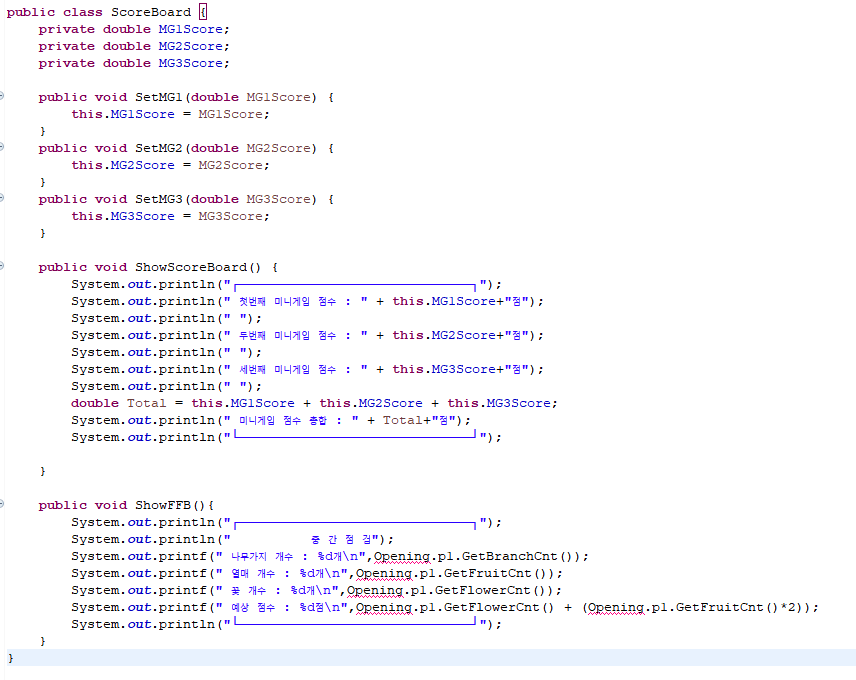 public class ScoreBoard {
private double MG1Score;
private double MG2Score;
private double MG3Score;
public void SetMG1(double MG1Score) {
this.MG1Score = MG1Score;
}
public void SetMG2(double MG2Score) {
this.MG2Score = MG2Score;
}
public void SetMG3(double MG3Score) {
this.MG3Score = MG3Score;
}
public void ShowScoreBoard() {
System.out.println("┌──────────────────────────────┐");
System.out.println(" 첫번째 미니게임 점수 : " + this.MG1Score+"점");
System.out.println(" ");
System.out.println(" 두번째 미니게임 점수 : " + this.MG2Score+"점");
System.out.println(" ");
System.out.println(" 세번째 미니게임 점수 : " + this.MG3Score+"점");
System.out.println(" ");
double Total = this.MG1Score + this.MG2Score + this.MG3Score;
System.out.println(" 미니게임 점수 총합 : " + Total+"점");
System.out.println("└──────────────────────────────┘");
}
public void ShowFFB(){
System.out.println("┌──────────────────────────────┐");
System.out.println("          중 간 점 검");
System.out.printf(" 나무가지 개수 : %d개\n",Opening.p1.GetBranchCnt());
System.out.printf(" 열매 개수 : %d개\n",Opening.p1.GetFruitCnt());
System.out.printf(" 꽃 개수 : %d개\n",Opening.p1.GetFlowerCnt());
System.out.printf(" 예상 점수 : %d점\n",Opening.p1.GetFlowerCnt() + (Opening.p1.GetFruitCnt()*2));
System.out.println("└──────────────────────────────┘");
}
}